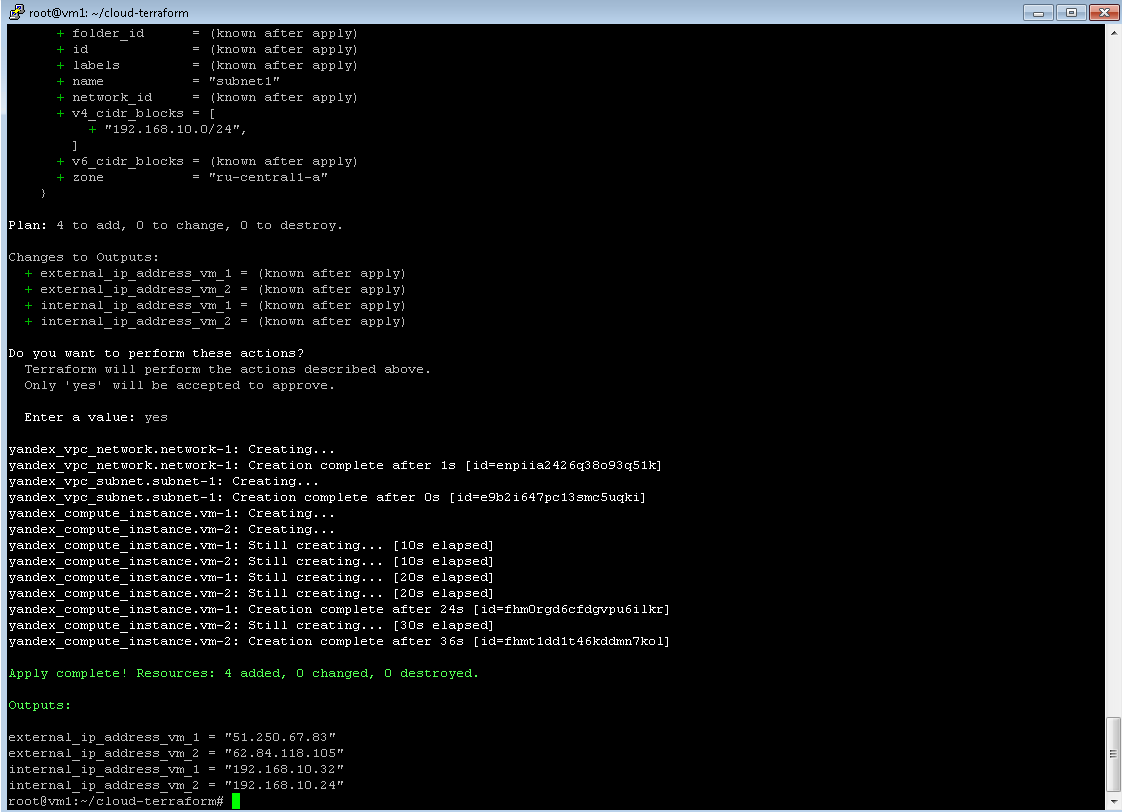 root@vm1: ~/cloud-terraform
+ folder_id      = (known after apply)
+ id             = (known after apply)
+ labels         = (known after apply)
+ name           = "subnet1"
+ network_id     = (known after apply)
+ v4_cidr_blocks = [
+ "192.168.10.0/24",
]
+ v6_cidr_blocks = (known after apply)
+ zone           = "ru-central1-a"
}
Plan: 4 to add, 0 to change, 0 to destroy.
Changes to Outputs:
+ external_ip_address_vm_1 = (known after apply)
+ external_ip_address_vm_2 = (known after apply)
+ internal_ip_address_vm_1 = (known after apply)
+ internal_ip_address_vm_2 = (known after apply)
Do you want to perform these actions?
Terraform will perform the actions described above.
Only 'yes' will be accepted to approve.
Enter a value: yes
yandex_vpc_network.network-1: Creating...
yandex_vpc_network.network-1: Creation complete after 1s [id=enpiia2426q38o93q51k]
yandex_vpc_subnet.subnet-1: Creating...
yandex_vpc_subnet.subnet-1: Creation complete after 0s [id=e9b2i647pc13smc5uqki]
yandex_compute_instance.vm-1: Creating...
yandex_compute_instance.vm-2: Creating...
yandex_compute_instance.vm-1: Still creating... [10s elapsed]
yandex_compute_instance.vm-2: Still creating... [10s elapsed]
yandex_compute_instance.vm-1: Still creating... [20s elapsed]
yandex_compute_instance.vm-2: Still creating... [20s elapsed]
yandex_compute_instance.vm-1: Creation complete after 24s [id=fhm0rgd6cfdgvpu6ilkr]
yandex_compute_instance.vm-2: Still creating... [30s elapsed]
yandex_compute_instance.vm-2: Creation complete after 36s [id=fhmt1dd1t46kddmn7kol]
Apply complete! Resources: 4 added, 0 changed, 0 destroyed.
Outputs:
external_ip_address_vm_1 = "51.250.67.83"
external_ip_address_vm_2 = "62.84.118.105"
internal_ip_address_vm_1 = "192.168.10.32"
internal_ip_address_vm_2 = "192.168.10.24"
root@vm1:~/cloud-terraform#